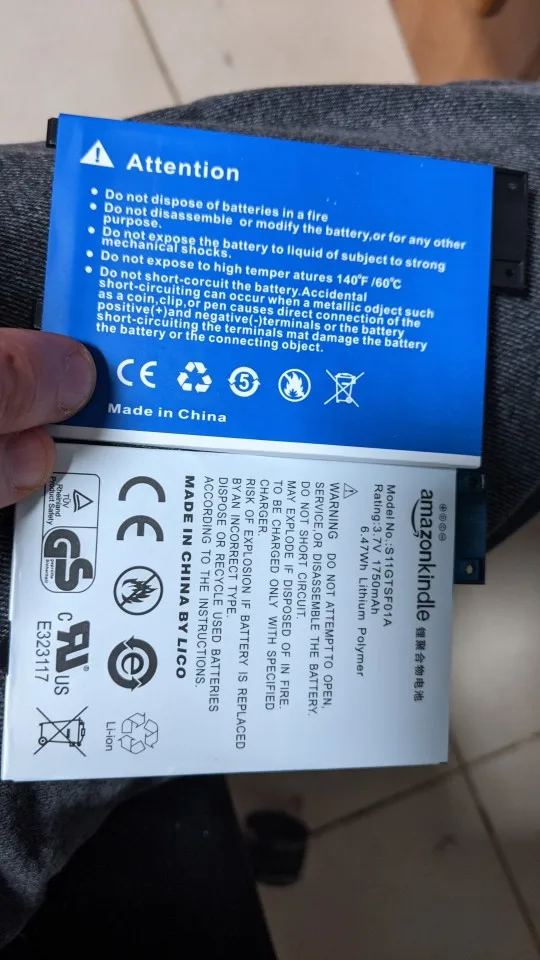 Attention
Do not dispose of batteries in a fire
Do not disassemble or modify the battery,or for any other
purpose.
Do not expose the battery to liquid of subject to strong
mechanical shocks.
Do not expose to high temper atures 140°F /60℃
Do not short-corcuit the battery.Accidental
short-circuiting can occur when a metallic odject such
as a coin,clip,or pen causes direct connection of the
positive(+)and negative(-)terminals or the battery
short-circuiting the terminals mat damage the battery
the battery or the connecting object.
CE
5
Made in China
amazonkindle 锂聚合物电池
Model No.:S11GTSF01A
Rating:3.7V 1750mAh
6.47Wh Lithium Polymer
WARNING DO NOT ATTEMPT TO OPEN,
SERVICE,OR DISASSEMBLE THE BATTERY.
DO NOT SHORT CIRCUIT.
MAY EXPLODE IF DISPOSED OF IN FIRE.
TO BE CHARGED ONLY WITH SPECIFIED
CHARGER.
RISK OF EXPLOSION IF BATTERY IS REPLACED
BY AN INCORRECT TYPE.
DISPOSE OR RECYCLE USED BATTERIES
ACCORDING TO THE INSTRUCTIONS.
MADE IN CHINA BY LICO
CE
e
Li-ion
TÜV
Rheinland
Product Safety
GS
c RU US
E323117